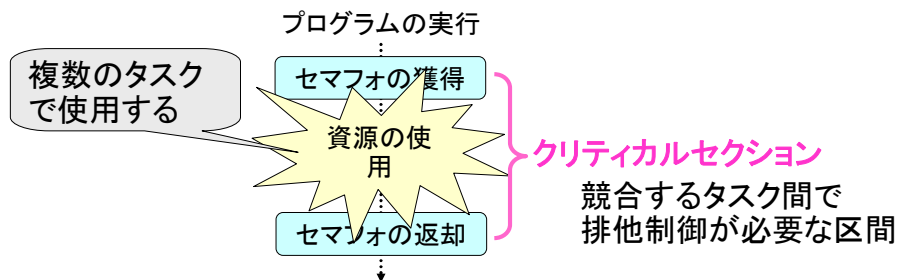 プログラムの実行
複数のタスク
で使用する
セマフォの獲得
資源の使
用
クリティカルセクション
競合するタスク間で
排他制御が必要な区間
セマフォの返却